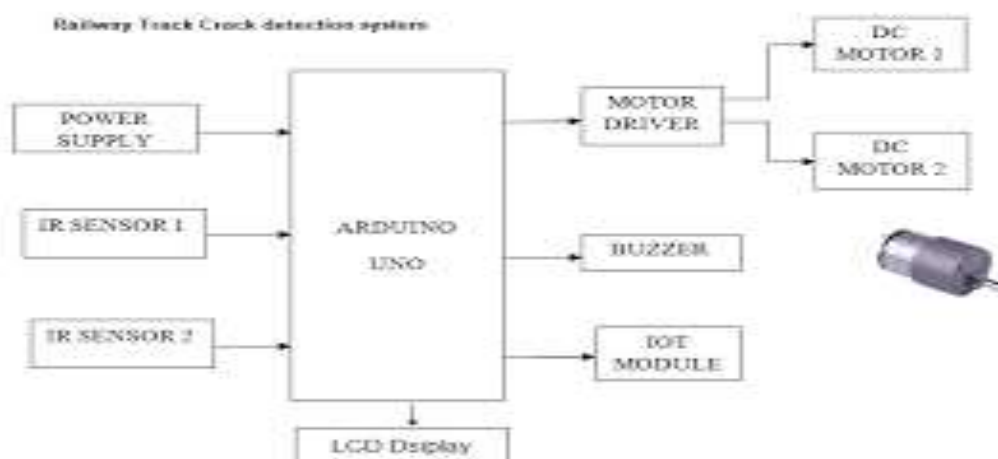 Railway Track Crack detection system
DC
MOTOR 1
POWER
SUPPLY
MOTOR
DRIVER
DC
MOTOR 2
IR SENSOR 1
ARDUINO
UNO
BUZZER
IR SENSOR 2
IOT
MODULE
LCD Dsiplay